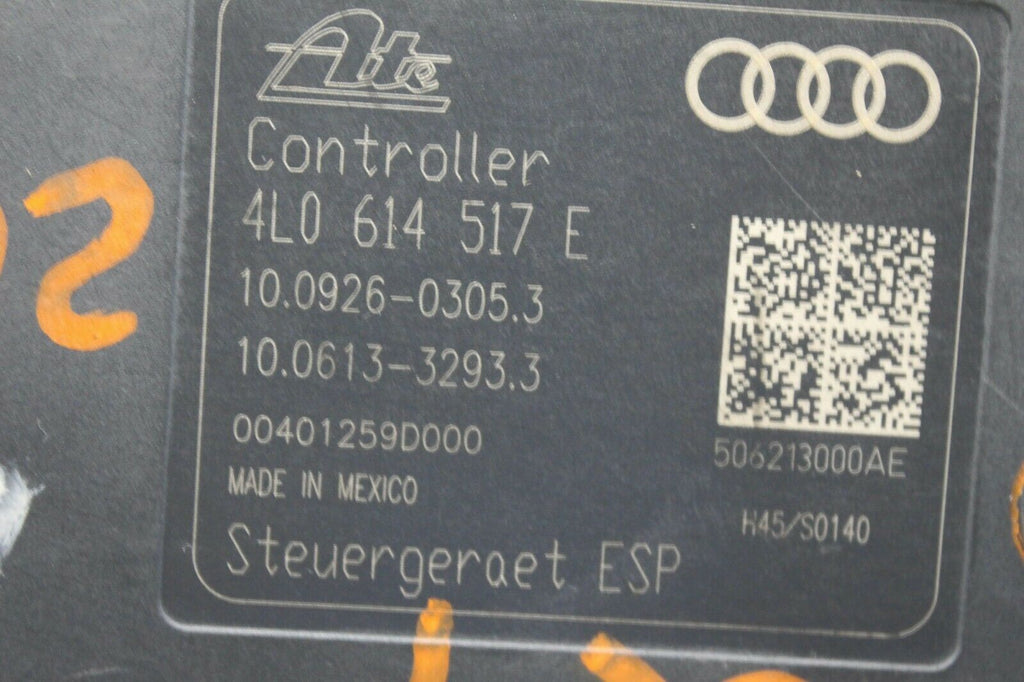 Ate
Controller
4L0 614 517 E
10.0926-0305.3
10.0613-3293.3
00401259D000
MADE IN MEXICO
Steuergeraet ESP
506213000AE
H45/S0140